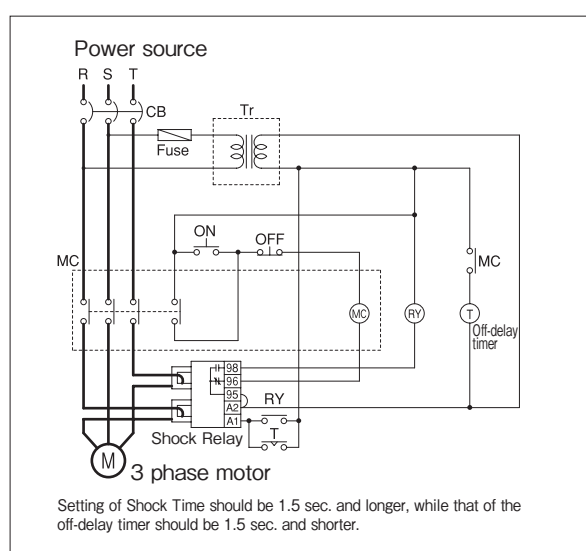 Power source
R S T
CB
Tr
Fuse
ON
OFF
MC
MC
MC
RY
T
Off-delay
timer
98
96
95
A2
A1
RY
T
Shock Relay
M
3 phase motor
Setting of Shock Time should be 1.5 sec. and longer, while that of the
off-delay timer should be 1.5 sec. and shorter.